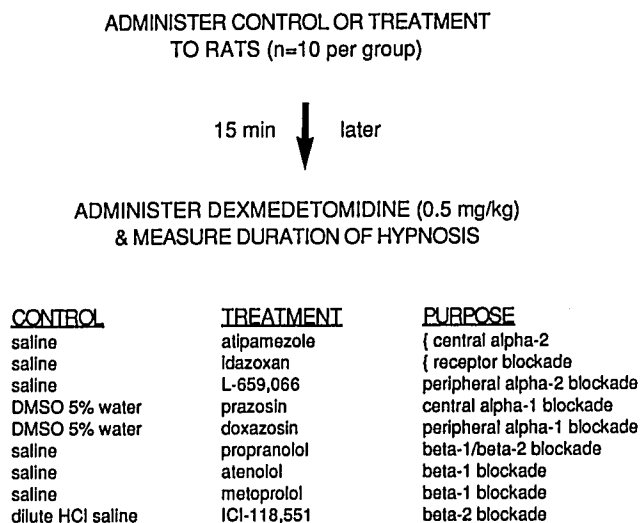 ADMINISTER CONTROL OR TREATMENT
TO RATS (n=10 per group)
15 min later
ADMINISTER DEXMEDETOMIDINE (0.5 mg/kg)
& MEASURE DURATION OF HYPNOSIS
CONTROL TREATMENT PURPOSE
saline atipamezole { central alpha-2
saline idazoxan { receptor blockade
saline L-659,066 peripheral alpha-2 blockade
DMSO 5% water prazosin central alpha-1 blockade
DMSO 5% water doxazosin peripheral alpha-1 blockade
saline propranolol beta-1/beta-2 blockade
saline atenolol beta-1 blockade
saline metoprolol beta-1 blockade
dilute HCl saline ICI-118,551 beta-2 blockade